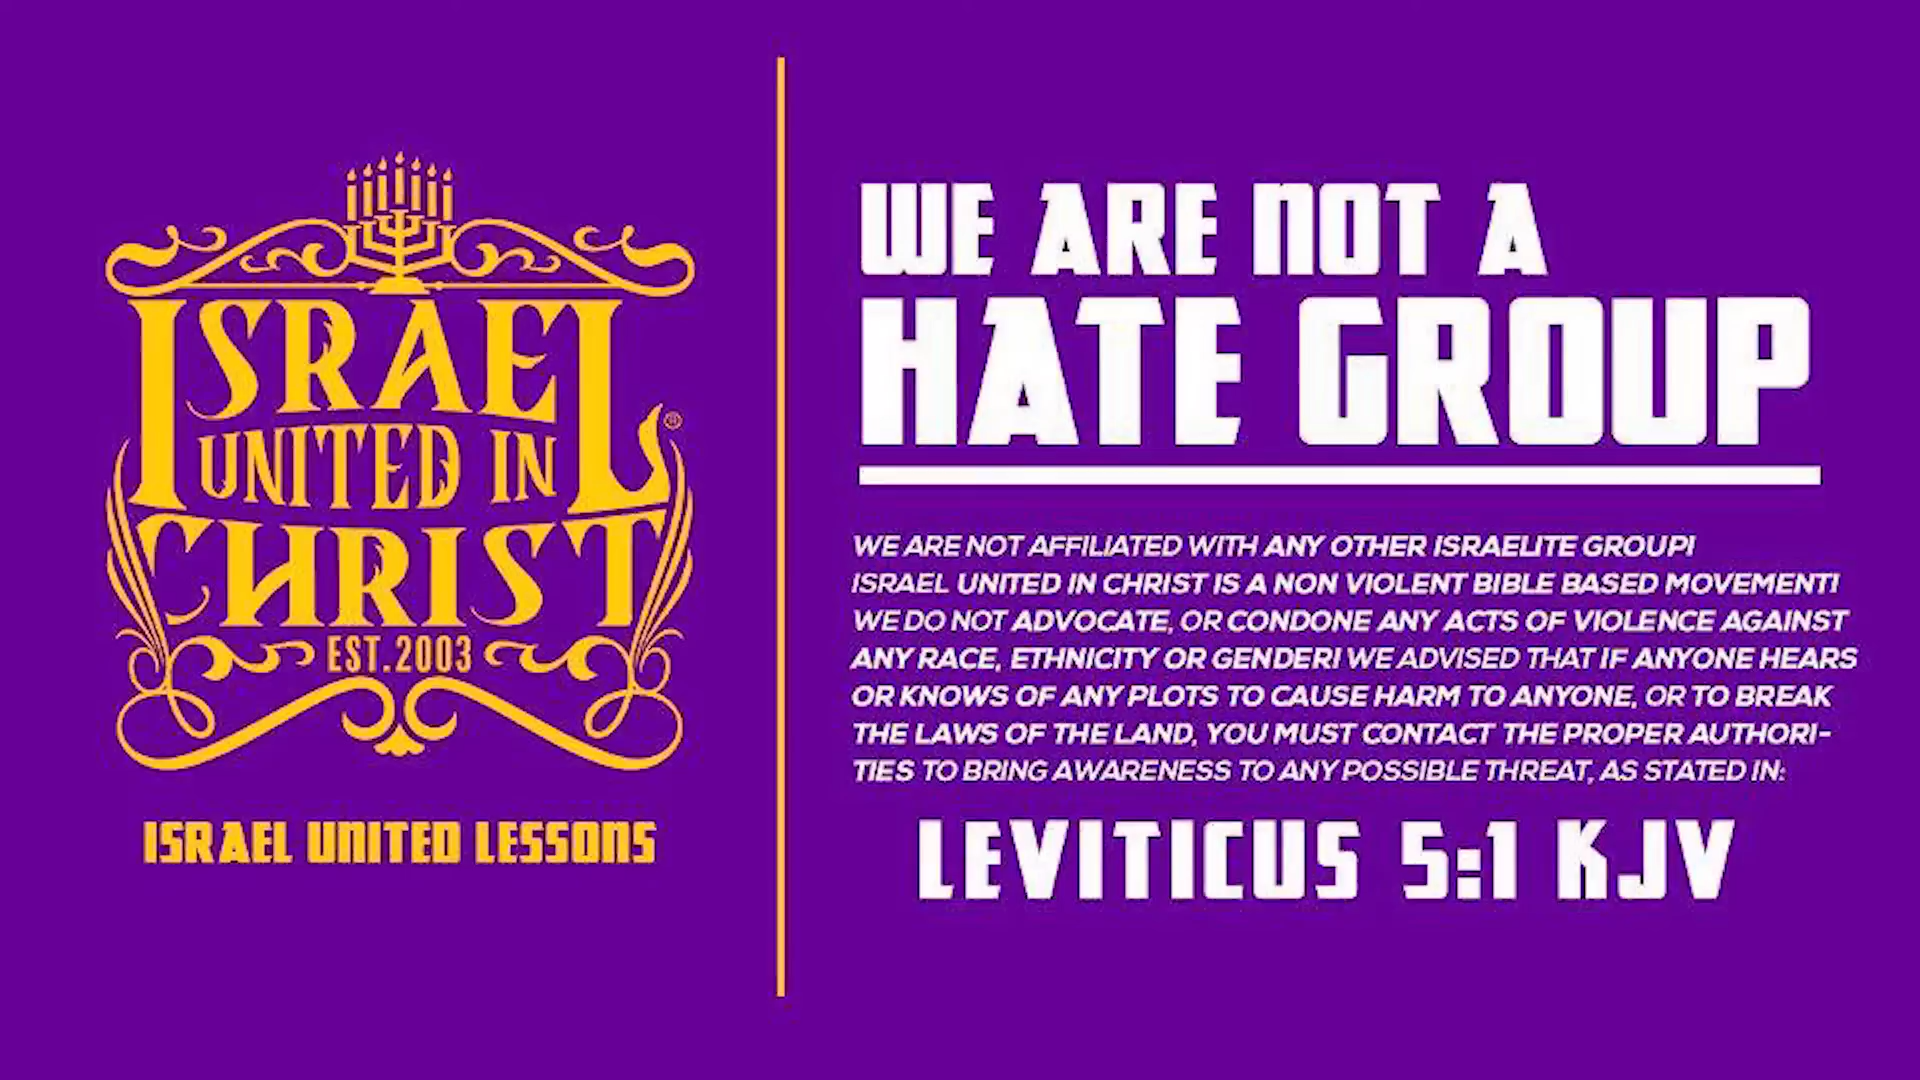 ISRAEL
UNITED IN
CHRIST
®
EST.2003
ISRAEL UNITED LESSONS
WE ARE NOT A
HATE GROUP
WE ARE NOT AFFILIATED WITH ANY OTHER ISRAELITE GROUP!
ISRAEL UNITED IN CHRIST IS A NON VIOLENT BIBLE BASED MOVEMENT!
WE DO NOT ADVOCATE, OR CONDONE ANY ACTS OF VIOLENCE AGAINST
ANY RACE, ETHNICITY OR GENDER! WE ADVISED THAT IF ANYONE HEARS
OR KNOWS OF ANY PLOTS TO CAUSE HARM TO ANYONE, OR TO BREAK
THE LAWS OF THE LAND, YOU MUST CONTACT THE PROPER AUTHORI-
TIES TO BRING AWARENESS TO ANY POSSIBLE THREAT, AS STATED IN:
LEVITICUS 5:1 KJV